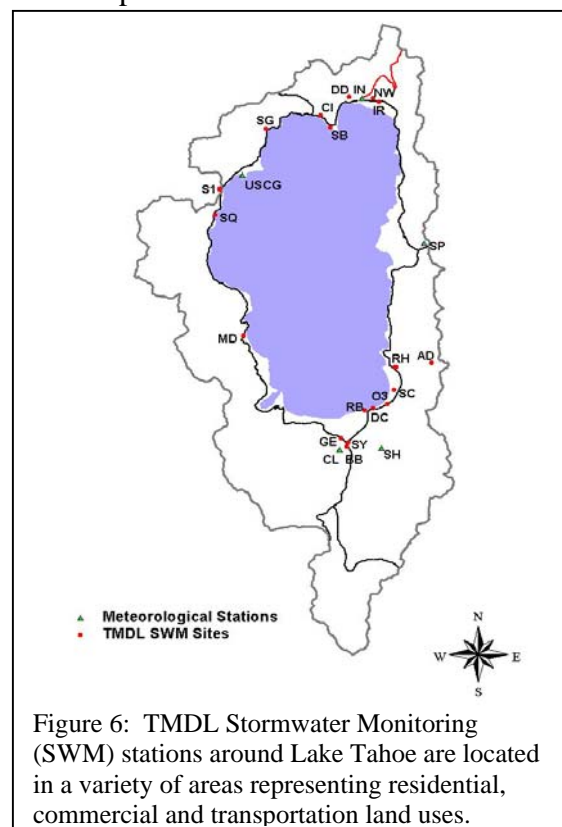 DD IN
NW
CI
IR
SG
SB
USCG
S1
SQ
SP
MD
RH
AD
SC
O3
RB
DC
GE
SY
CL
BB
SH
Meteorological Stations
TMDL SWM Sites
N
W
E
S
Figure 6: TMDL Stormwater Monitoring
(SWM) stations around Lake Tahoe are located
in a variety of areas representing residential,
commercial and transportation land uses.